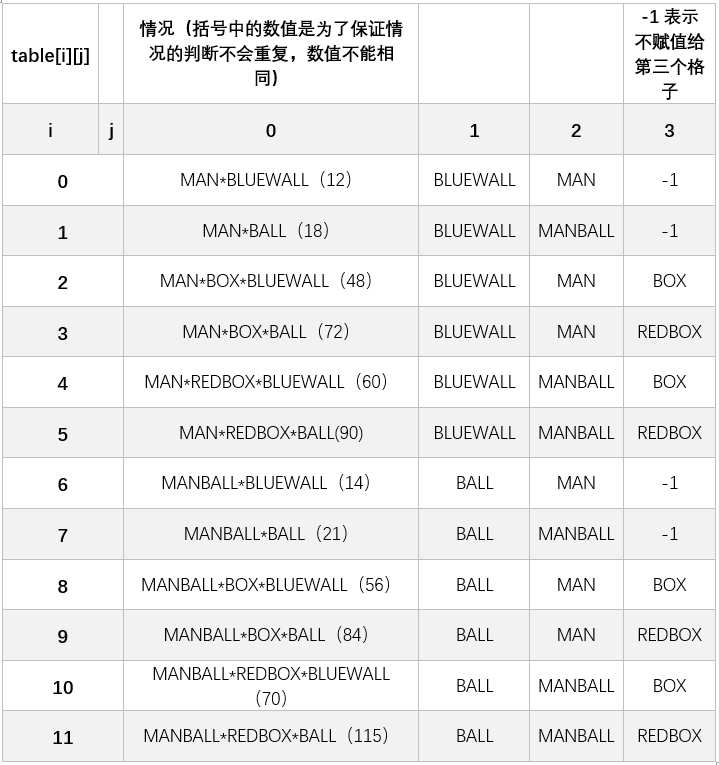 table[i][j]
情况（括号中的数值是为了保证情
况的判断不会重复，数值不能相
同）
-1 表示
不赋值给
第三个格
子
i j 0 1 2 3
0 MAN*BLUEWALL（12） BLUEWALL MAN -1
1 MAN*BALL（18） BLUEWALL MANBALL -1
2 MAN*BOX*BLUEWALL（48） BLUEWALL MAN BOX
3 MAN*BOX*BALL（72） BLUEWALL MAN REDBOX
4 MAN*REDBOX*BLUEWALL（60） BLUEWALL MANBALL BOX
5 MAN*REDBOX*BALL(90) BLUEWALL MANBALL REDBOX
6 MANBALL*BLUEWALL（14） BALL MAN -1
7 MANBALL*BALL（21） BALL MANBALL -1
8 MANBALL*BOX*BLUEWALL（56） BALL MAN BOX
9 MANBALL*BOX*BALL（84） BALL MAN REDBOX
10 MANBALL*REDBOX*BLUEWALL
（70） BALL MANBALL BOX
11 MANBALL*REDBOX*BALL（115） BALL MANBALL REDBOX